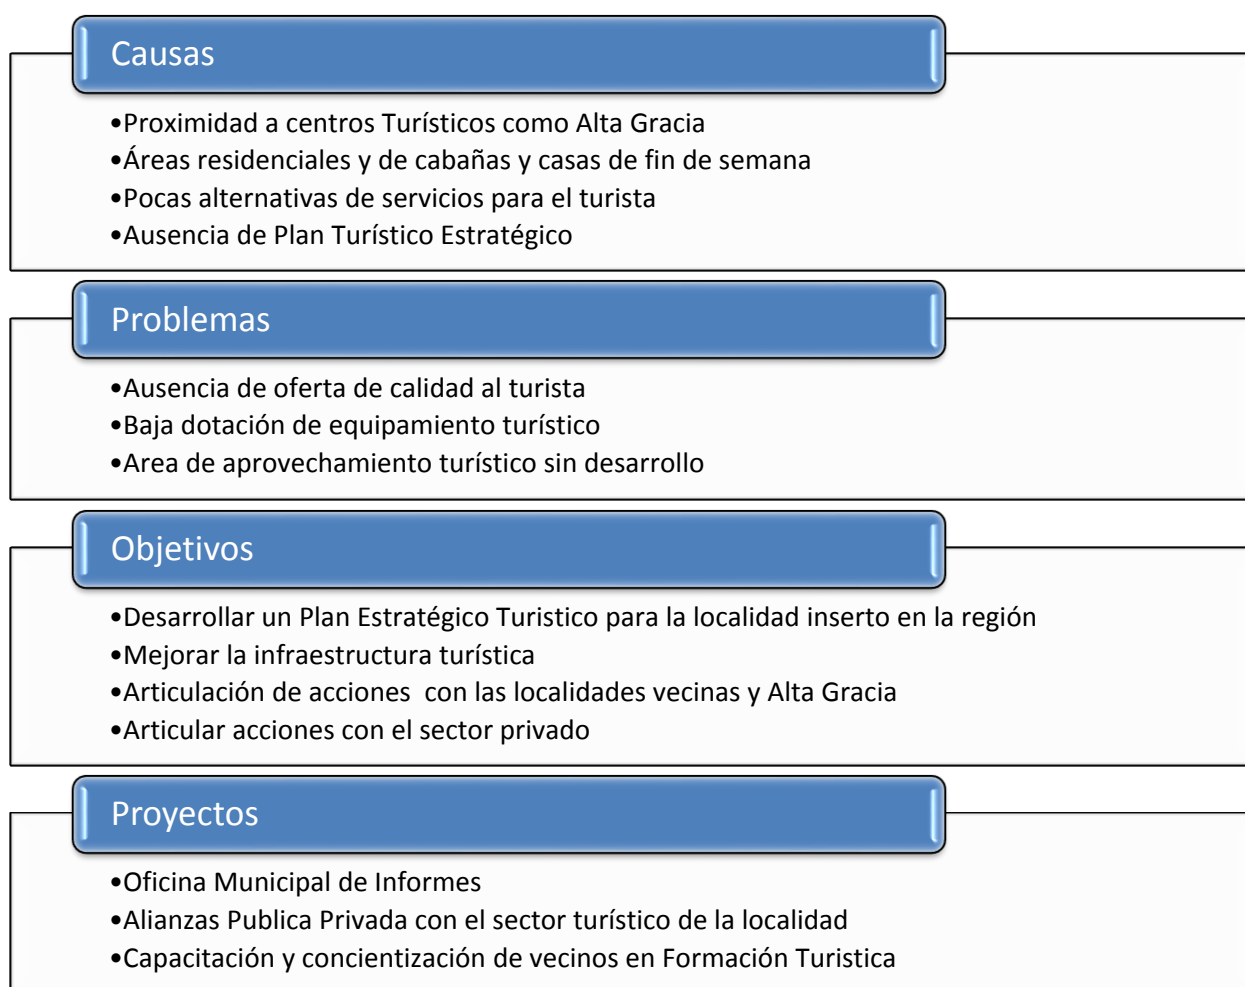 Causas
•Proximidad a centros Turísticos como Alta Gracia
•Áreas residenciales y de cabañas y casas de fin de semana
•Pocas alternativas de servicios para el turista
•Ausencia de Plan Turístico Estratégico
Problemas
•Ausencia de oferta de calidad al turista
•Baja dotación de equipamiento turístico
•Area de aprovechamiento turístico sin desarrollo
Objetivos
•Desarrollar un Plan Estratégico Turistico para la localidad inserto en la región
•Mejorar la infraestructura turística
•Articulación de acciones  con las localidades vecinas y Alta Gracia
•Articular acciones con el sector privado
Proyectos
•Oficina Municipal de Informes
•Alianzas Publica Privada con el sector turístico de la localidad
•Capacitación y concientización de vecinos en Formación Turistica